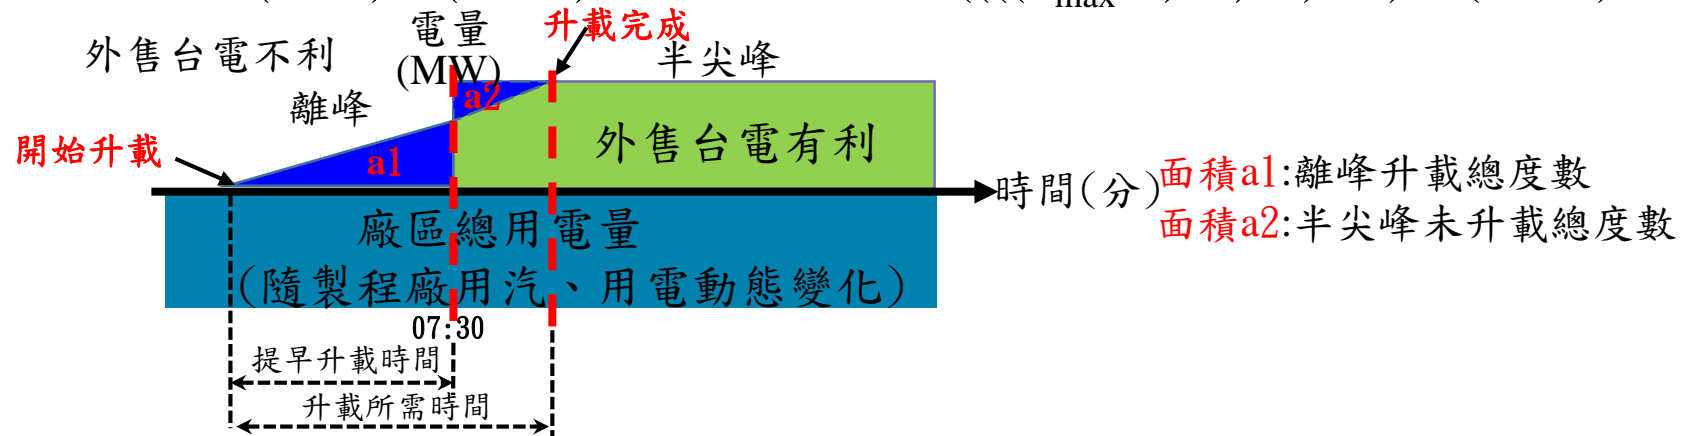 max
電量
(MW)
升載完成
外售台電不利
半尖峰
離峰
a2
開始升載
a1
外售台電有利
時間(分)
面積a1:離峰升載總度數
面積a2:半尖峰未升載總度數
廠區總用電量
(隨製程廠用汽、用電動態變化)
07:30
提早升載時間
升載所需時間